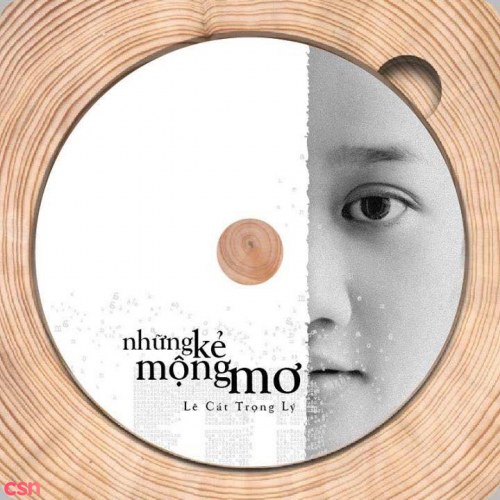 những kẻ
mộng mơ
Lê Cát Trọng Lý
csn